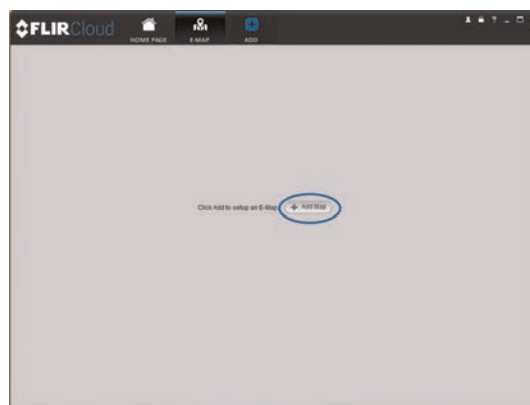 FLIRCloud
HOME PAGE
E-MAP
ADD
?
Click Add to setup an E-Map
+ Add Map